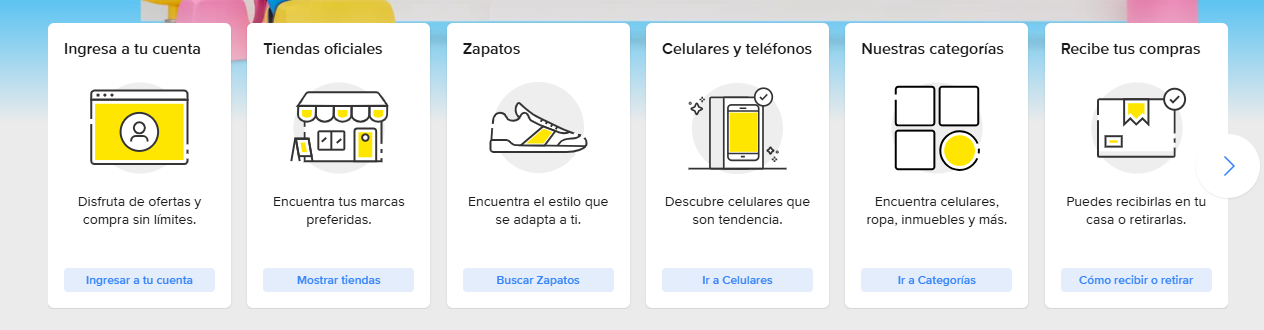 Ingresa a tu cuenta
Disfruta de ofertas y
compra sin límites.
Ingresar a tu cuenta
Tiendas oficiales
Encuentra tus marcas
preferidas.
Mostrar tiendas
Zapatos
Encuentra el estilo que
se adapta a ti.
Buscar Zapatos
Celulares y teléfonos
Descubre celulares que
son tendencia.
Ir a Celulares
Nuestras categorías
Encuentra celulares,
ropa, inmuebles y más.
Ir a Categorías
Recibe tus compras
Puedes recibirlas en tu
casa o retirarlas.
Cómo recibir o retirar